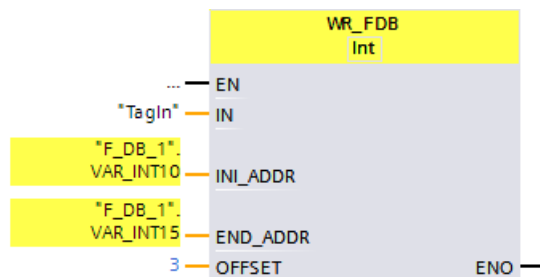 WR_FDB
Int
... EN
"TagIn" IN
"F_DB_1".
VAR_INT10 INI_ADDR
"F_DB_1".
VAR_INT15 END_ADDR
3 OFFSET ENO